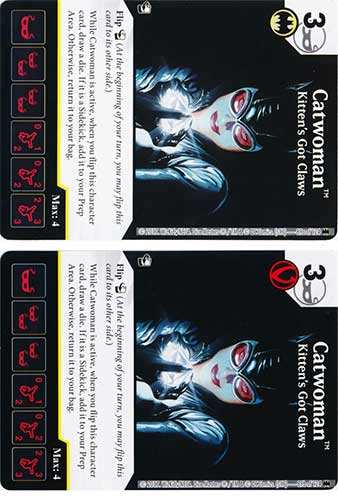 3
Catwoman™
Kitten's Got Claws
Flip (At the beginning of your turn, you may flip this
card to its other side.)
While Catwoman is active, when you flip this character
card, draw a die. If it is a Sidekick, add it to your Prep
Area. Otherwise, return it to your bag.
Max: 4
3
Catwoman™
Kitten's Got Claws
Flip (At the beginning of your turn, you may flip this
card to its other side.)
While Catwoman is active, when you flip this character
card, draw a die. If it is a Sidekick, add it to your Prep
Area. Otherwise, return it to your bag.
Max: 4